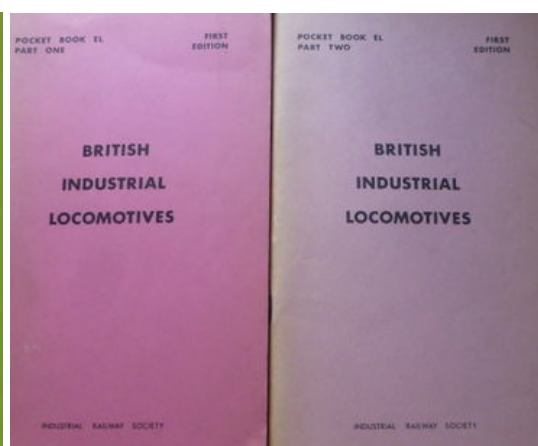 POCKET BOOK EL
PART ONE
FIRST
EDITION
BRITISH
INDUSTRIAL
LOCOMOTIVES
INDUSTRIAL RAILWAY SOCIETY
POCKET BOOK EL
PART TWO
FIRST
EDITION
BRITISH
INDUSTRIAL
LOCOMOTIVES
INDUSTRIAL RAILWAY SOCIETY